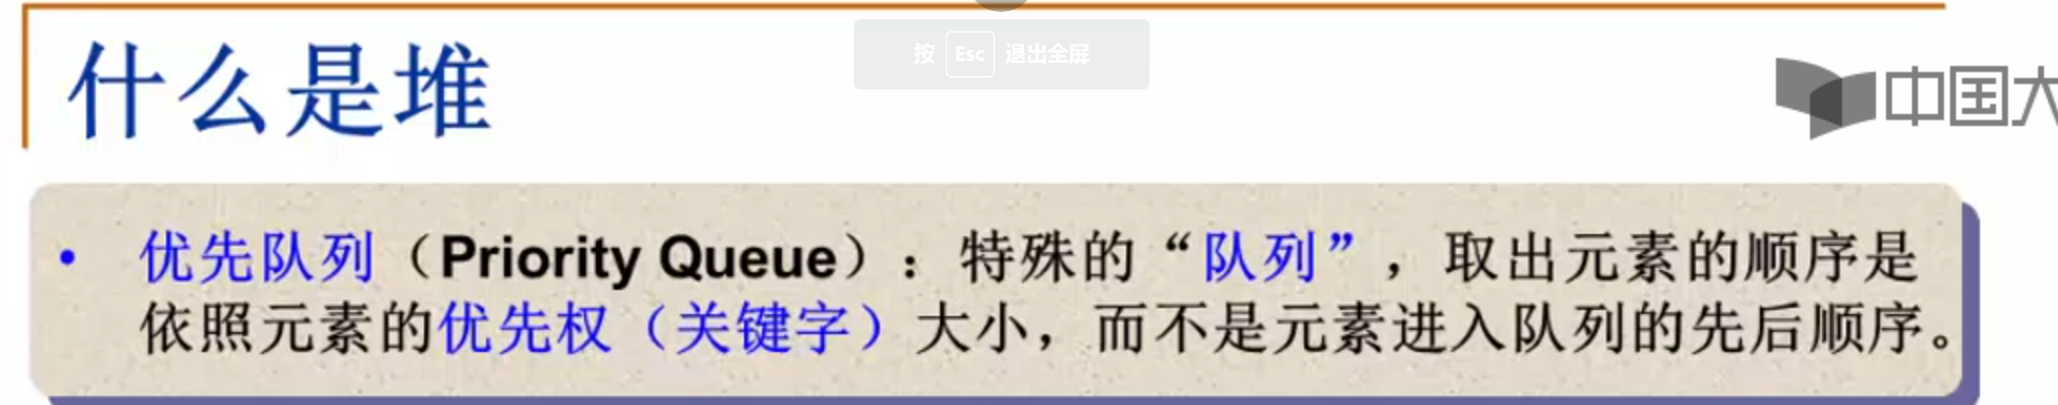 按 Esc 退出全屏
什么是堆
中国大
• 优先队列（Priority Queue）：特殊的“队列”，取出元素的顺序是
依照元素的优先权（关键字）大小，而不是元素进入队列的先后顺序。